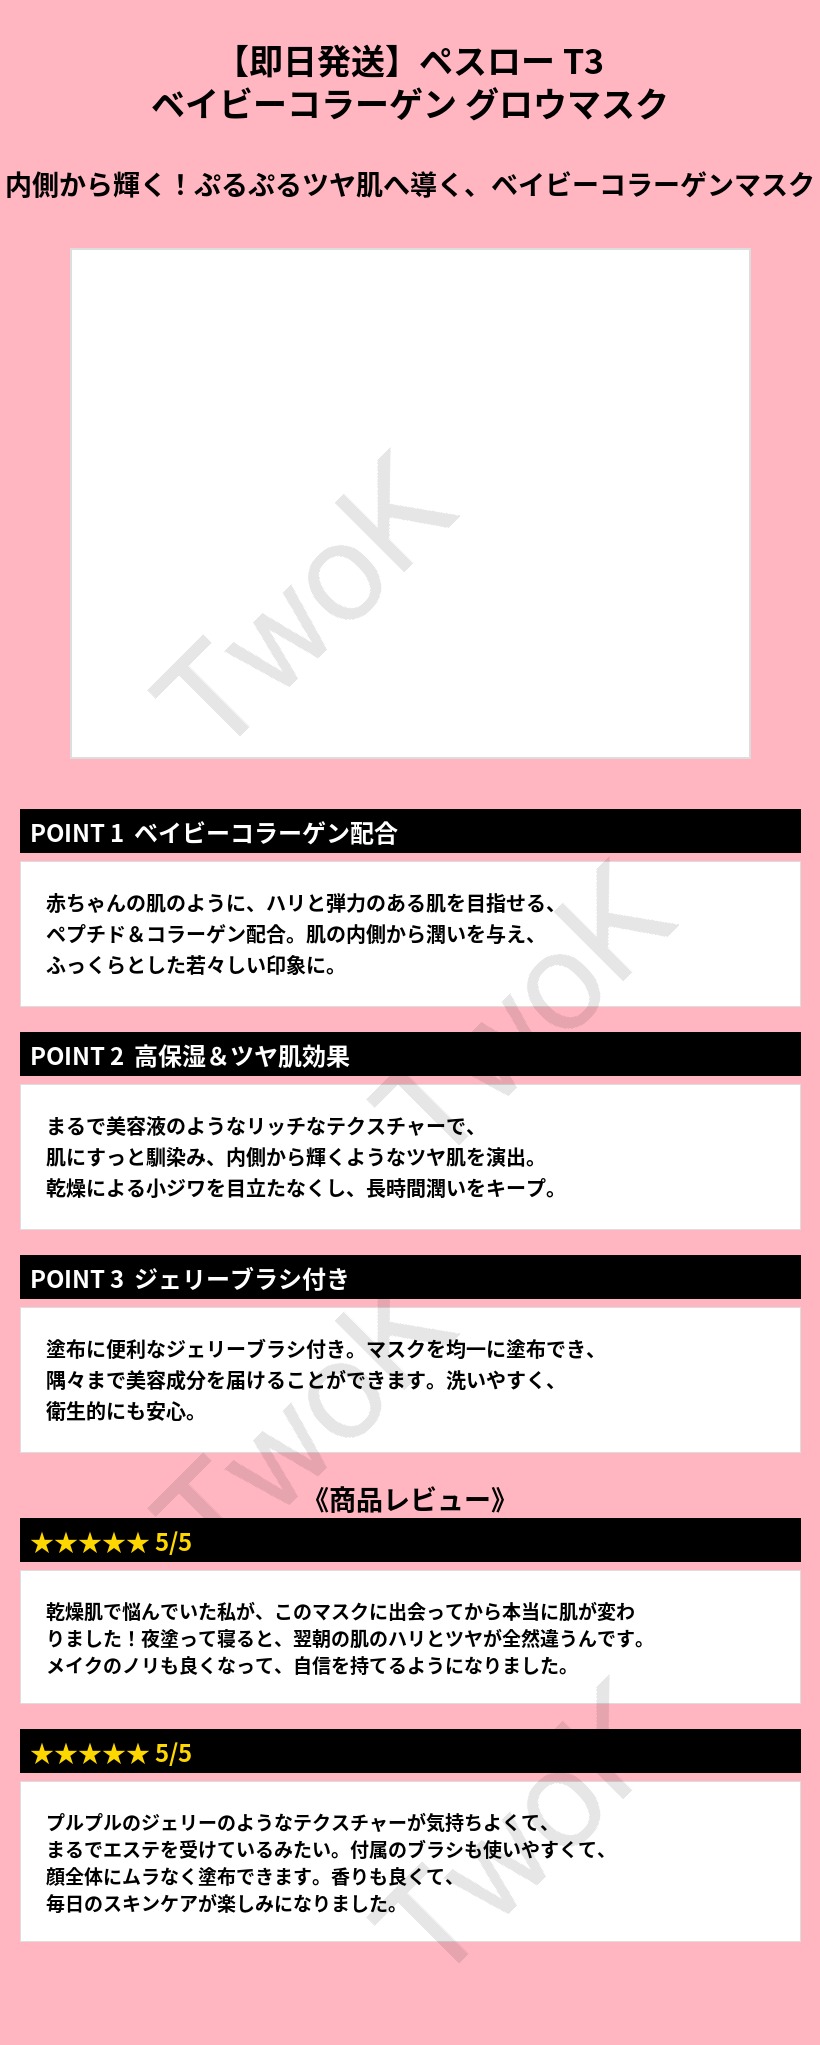 【即日発送】ペスロー T3
ベイビーコラーゲン グロウマスク
内側から輝く！ぷるぷるツヤ肌へ導く、ベイビーコラーゲンマスク
TwoK
POINT 1 ベイビーコラーゲン配合
赤ちゃんの肌のように、ハリと弾力のある肌を目指せる、
ペプチド＆コラーゲン配合。肌の内側から潤いを与え、
ふっくらとした若々しい印象に。
TwoK
POINT 2 高保湿＆ツヤ肌効果
まるで美容液のようなリッチなテクスチャーで、
肌にすっと馴染み、内側から輝くようなツヤ肌を演出。
乾燥による小ジワを目立たなくし、長時間潤いをキープ。
POINT 3 ジェリーブラシ付き
塗布に便利なジェリーブラシ付き。マスクを均一に塗布でき、
隅々まで美容成分を届けることができます。洗いやすく、
衛生的にも安心。
TwoK
《商品レビュー》
★★★★★ 5/5
乾燥肌で悩んでいた私が、このマスクに出会ってから本当に肌が変わ
りました！夜塗って寝ると、翌朝の肌のハリとツヤが全然違うんです。
メイクのノリも良くなって、自信を持てるようになりました。
★★★★★ 5/5
プルプルのジェリーのようなテクスチャーが気持ちよくて、
まるでエステを受けているみたい。付属のブラシも使いやすくて、
顔全体にムラなく塗布できます。香りも良くて、
毎日のスキンケアが楽しみになりました。
TwoK